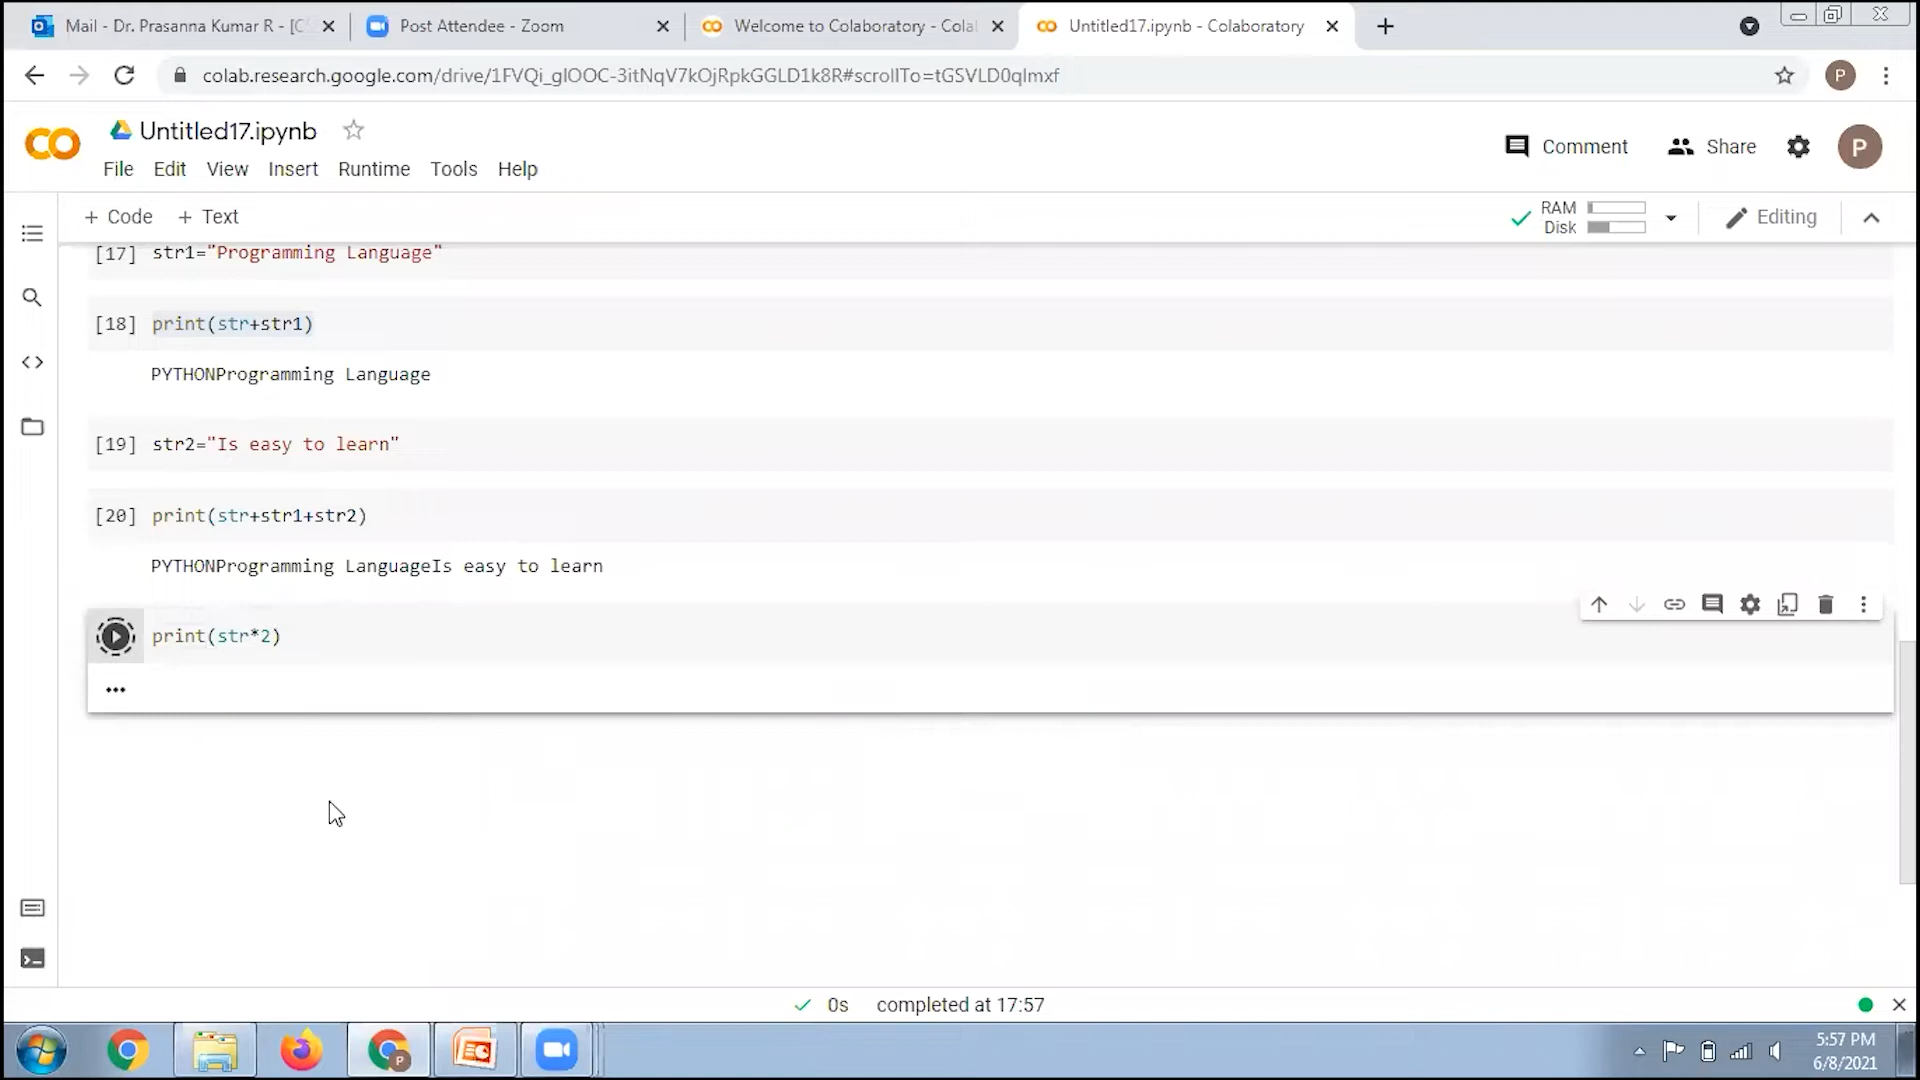 Mail - Dr. Prasanna Kumar R - [C
Post Attendee - Zoom
Welcome to Colaboratory - Cola
Untitled17.ipynb - Colaboratory
colab.research.google.com/drive/1FVQi_glOOC-3itNqV7kOjRpkGGLD1k8R#scrollTo=tGSVLD0qlmxf
P
CO Untitled17.ipynb
File Edit View Insert Runtime Tools Help
Comment Share P
+ Code + Text
RAM
Disk
Editing
[17] str1="Programming Language"
[18] print(str+str1)
PYTHONProgramming Language
[19] str2="Is easy to learn"
[20] print(str+str1+str2)
PYTHONProgramming LanguageIs easy to learn
print(str*2)
...
0s completed at 17:57
5:57 PM
6/8/2021